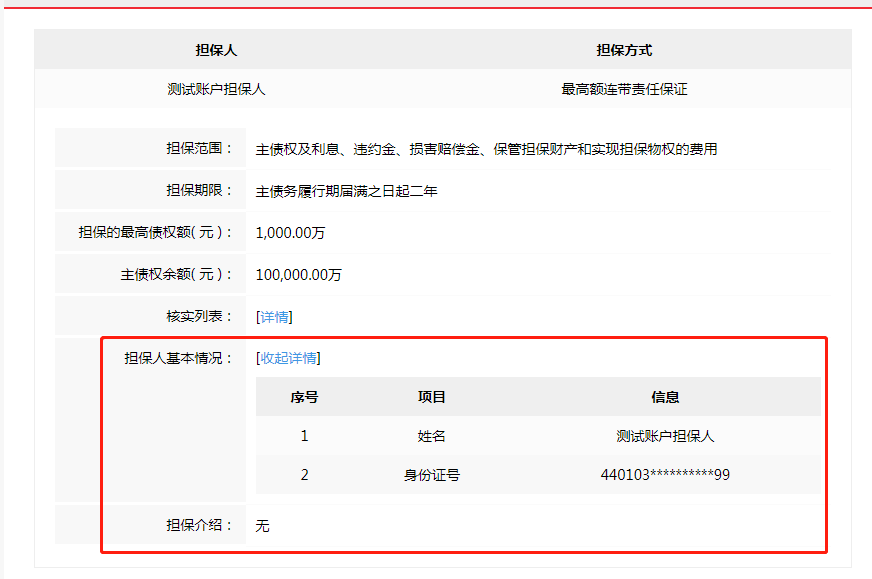 担保人 担保方式
测试账户担保人 最高额连带责任保证
担保范围： 主债权及利息、违约金、损害赔偿金、保管担保财产和实现担保物权的费用
担保期限： 主债务履行期届满之日起二年
担保的最高债权额( 元 )： 1,000.00万
主债权余额( 元 )： 100,000.00万
核实列表： [详情]
担保人基本情况： [收起详情]
序号 项目 信息
1 姓名 测试账户担保人
2 身份证号 440103**********99
担保介绍： 无